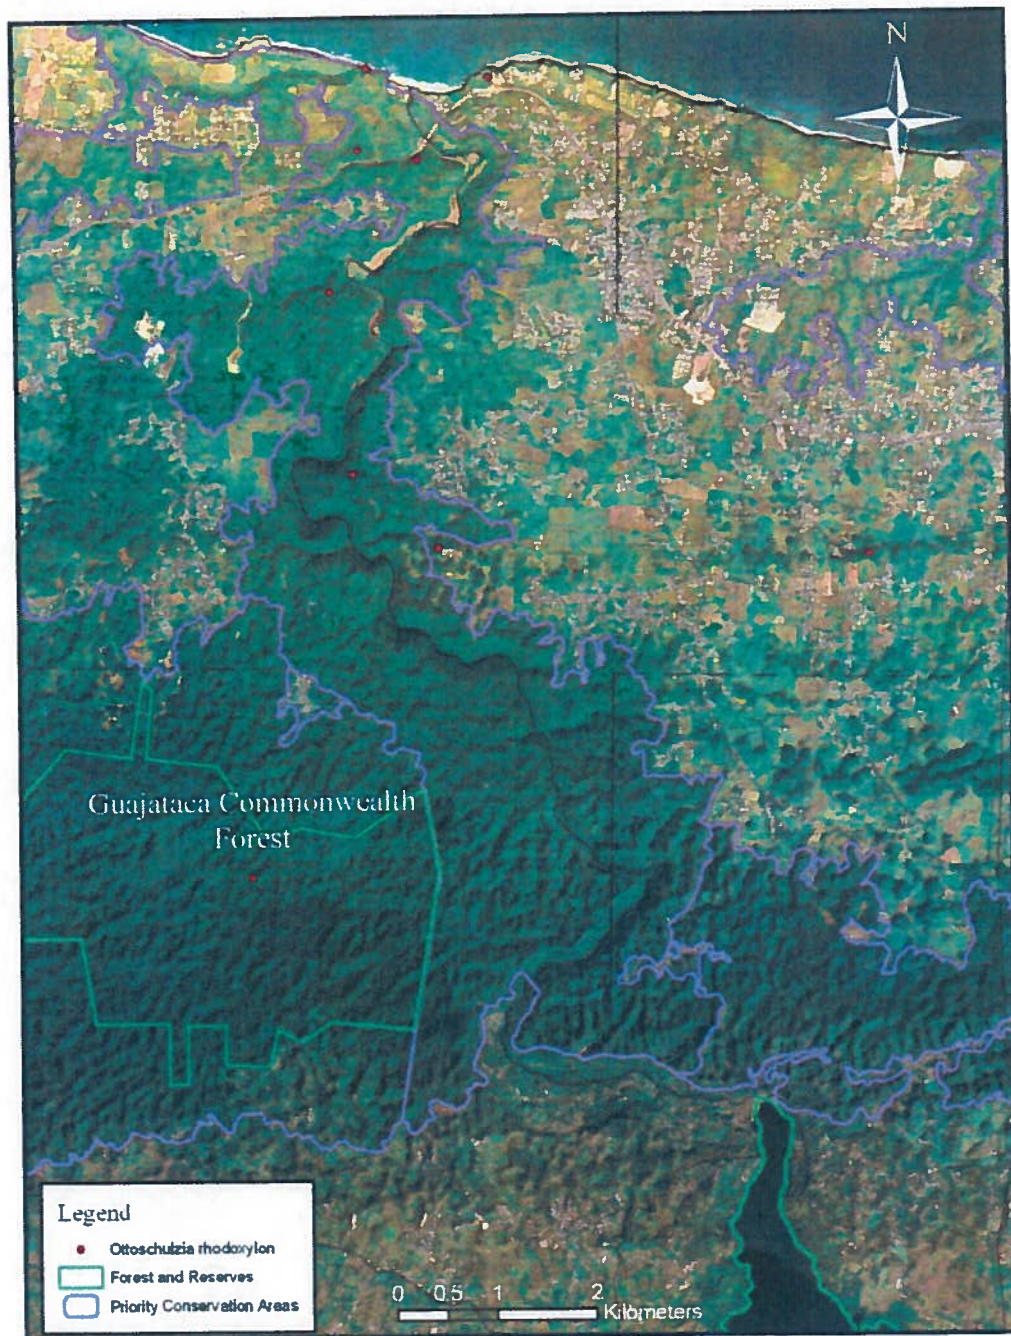 N
Guajataca Commonwealth
Forest
Legend
Ottoschulzia rhodoxylon
Forest and Reserves
Priority Conservation Areas
0 0.5 1 2
Kilometers